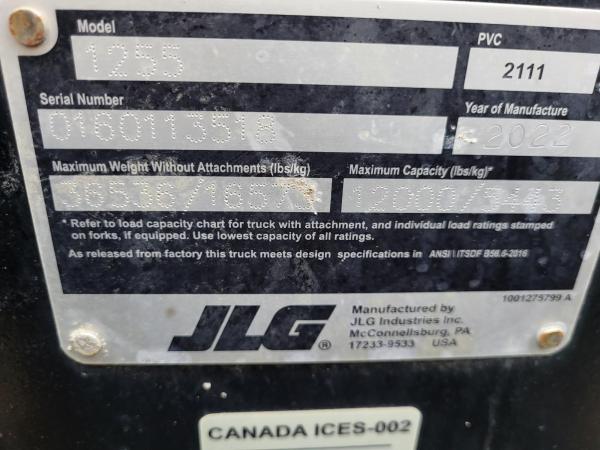 Model
1255
PVC
2111
Serial Number
0160113518
Year of Manufacture
2022
Maximum Weight Without Attachments (lbs/kg)
36536/16573
Maximum Capacity (lbs/kg)*
12000/5443
* Refer to load capacity chart for truck with attachment, and individual load ratings stamped
on forks, if equipped. Use lowest capacity of all ratings.
As released from factory this truck meets design specifications in ANSI \ ITSDF B56.6-2016
1001275799 A
JLG®
Manufactured by
JLG Industries Inc.
McConnellsburg, PA
17233-9533 USA
CANADA ICES-002